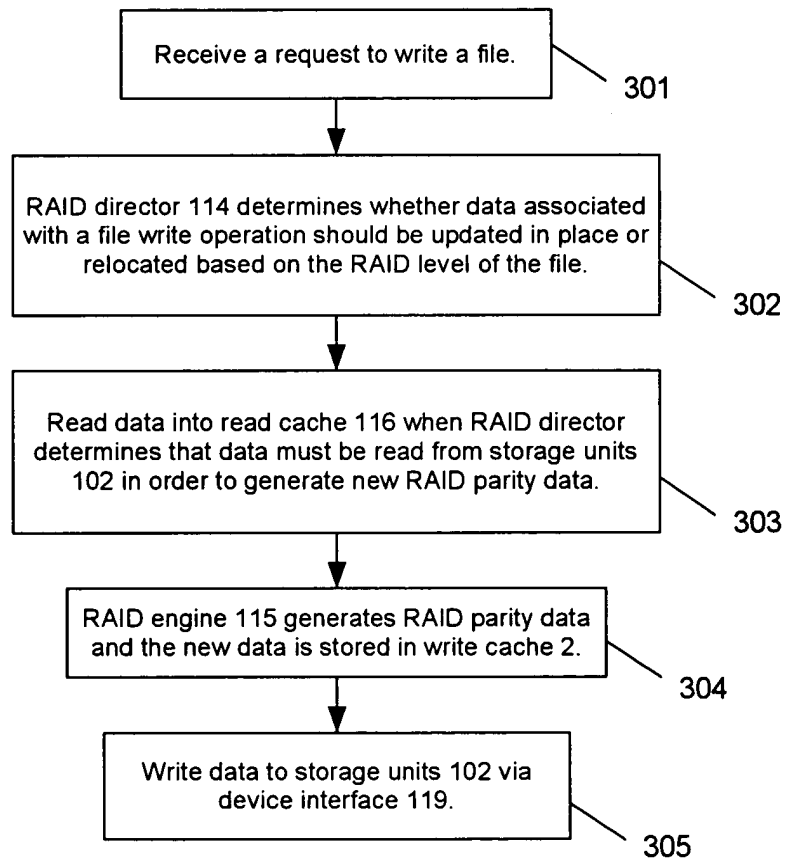 Receive a request to write a file.
301
RAID director 114 determines whether data associated
with a file write operation should be updated in place or
relocated based on the RAID level of the file.
302
Read data into read cache 116 when RAID director
determines that data must be read from storage units
102 in order to generate new RAID parity data.
303
RAID engine 115 generates RAID parity data
and the new data is stored in write cache 2.
304
Write data to storage units 102 via
device interface 119.
305